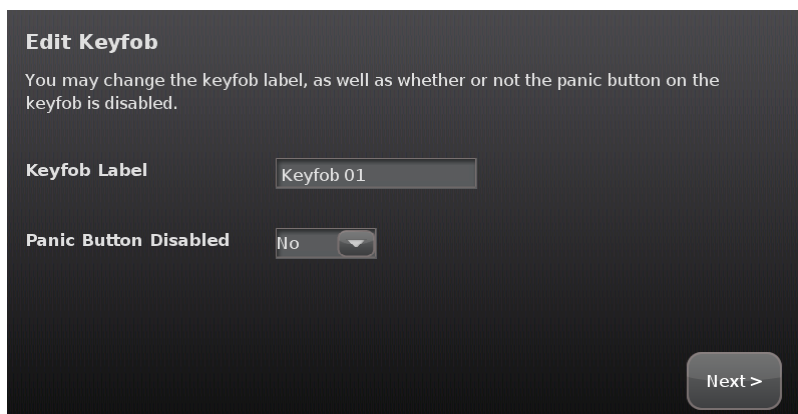 Edit Keyfob
You may change the keyfob label, as well as whether or not the panic button on the
keyfob is disabled.
Keyfob Label
Keyfob 01
Panic Button Disabled
No
Next >